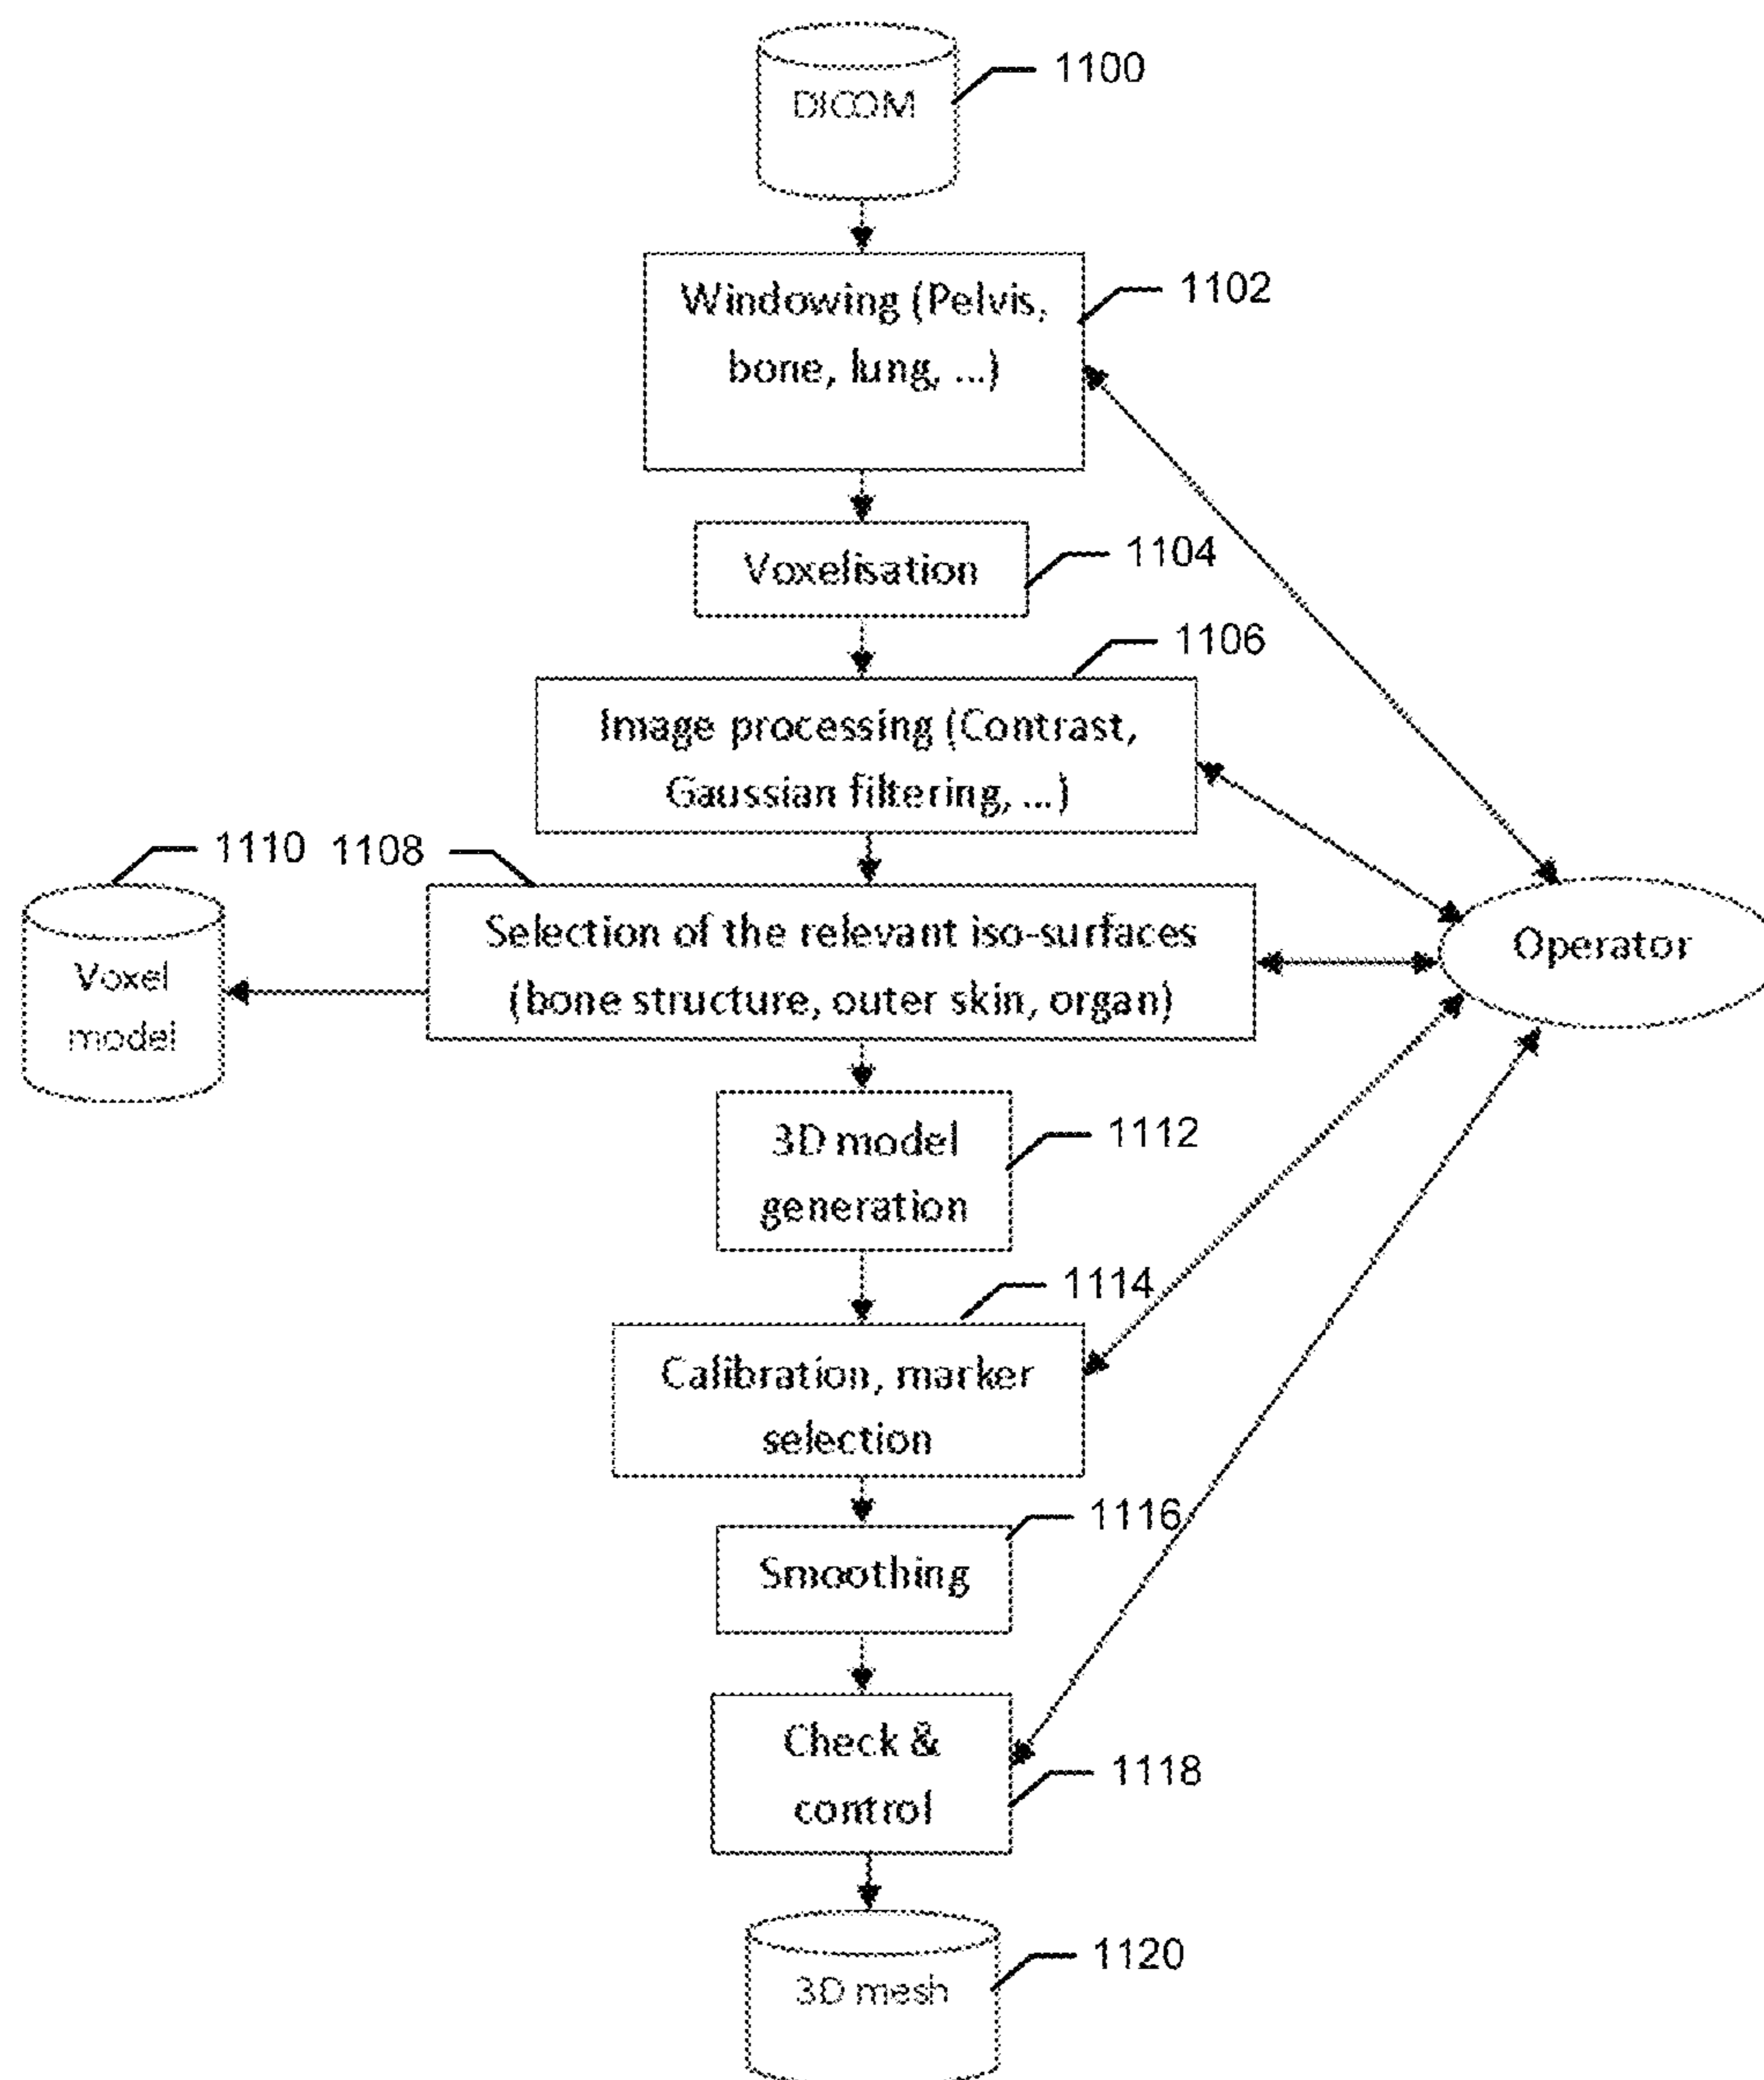 1100
DICOM
Windowing (Pelvis,
bone, lung, ...)
1102
Voxelisation
1104
1106
Image processing (Contrast,
Gaussian filtering, ...)
1110
1108
Voxel
model
Selection of the relevant iso-surfaces
(bone structure, outer skin, organ)
Operator
3D model
generation
1112
1114
Calibration, marker
selection
1116
Smoothing
Check &
control
1118
3D mesh
1120